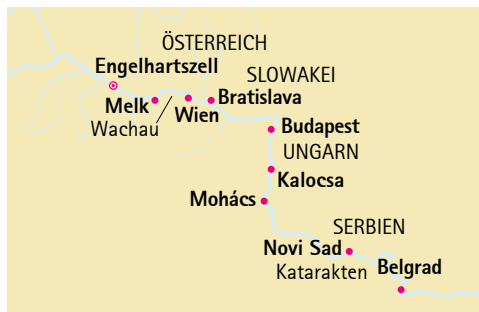 ÖSTERREICH
Engelhartszell
SLOWAKEI
Melk
Bratislava
Wien
Wachau
Budapest
UNGARN
Kalocsa
Mohács
SERBIEN
Novi Sad
Belgrad
Katarakten